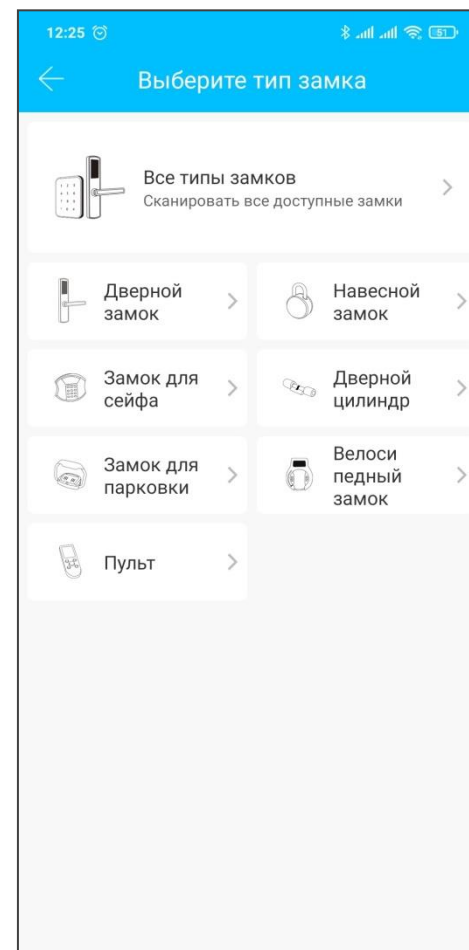 12:25
51
Выберите тип замка
Все типы замков
Сканировать все доступные замки
Дверной
замок
Навесной
замок
Замок для
сейфа
Дверной
цилиндр
Замок для
парковки
Велоси
педный
замок
Пульт